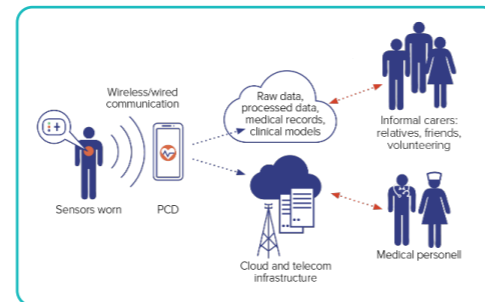 Wireless/wired
communication
Sensors worn
PCD
Raw data,
processed data,
medical records,
clinical models
Cloud and telecom
infrastructure
Informal carers:
relatives, friends,
volunteering
Medical personell